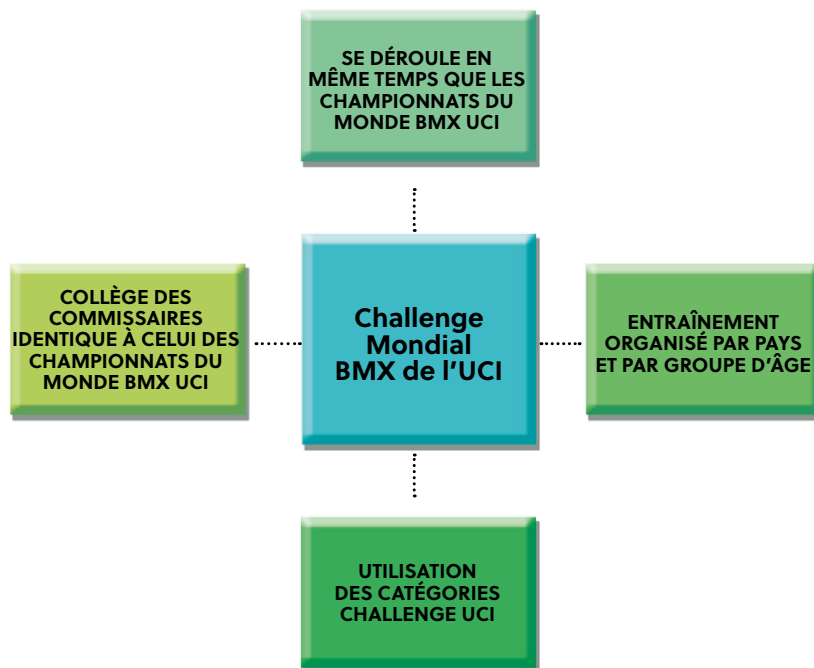 SE DÉROULE EN
MÊME TEMPS QUE LES
CHAMPIONNATS DU
MONDE BMX UCI
COLLÈGE DES
COMMISSAIRES
IDENTIQUE À CELUI DES
CHAMPIONNATS DU
MONDE BMX UCI
Challenge
Mondial
BMX de l’UCI
ENTRAÎNEMENT
ORGANISÉ PAR PAYS
ET PAR GROUPE D’ÂGE
UTILISATION
DES CATÉGORIES
CHALLENGE UCI